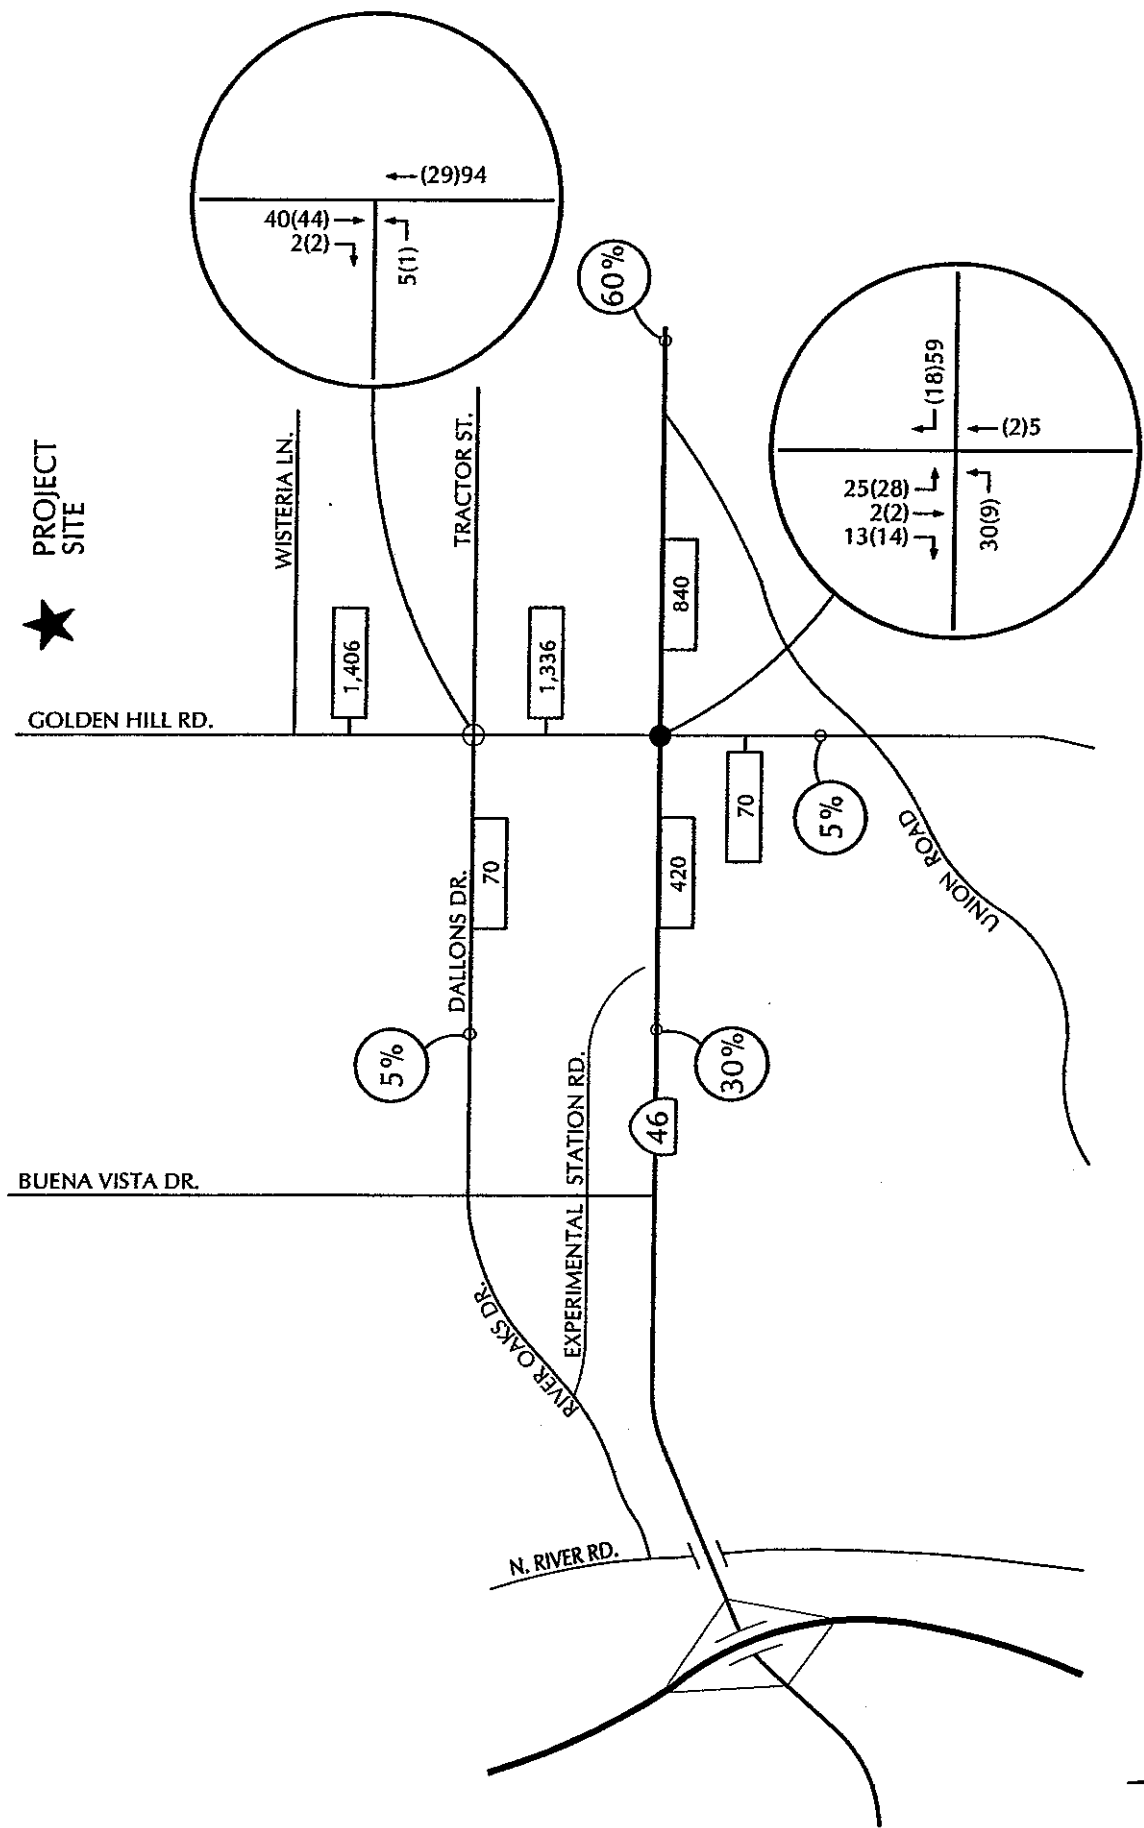 PROJECT
SITE
(29)94
40(44)
2(2)
5(1)
60%
WISTERIA LN.
TRACTOR ST.
(18)59
(2)5
25(28)
2(2)
13(14)
30(9)
1,406
1,336
840
GOLDEN HILL RD.
70
420
70
5%
DALLONS DR.
UNION ROAD
5%
30%
46
EXPERIMENTAL STATION RD.
BUENA VISTA DR.
RIVER OAKS DR.
N. RIVER RD.